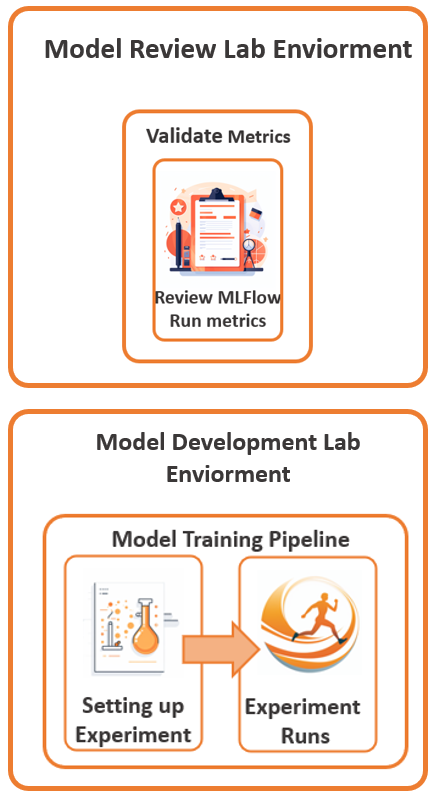 Model Review Lab Enviorment
Validate Metrics
Review MLFlow
Run metrics
Model Development Lab
Enviorment
Model Training Pipeline
Setting up
Experiment
Experiment
Runs